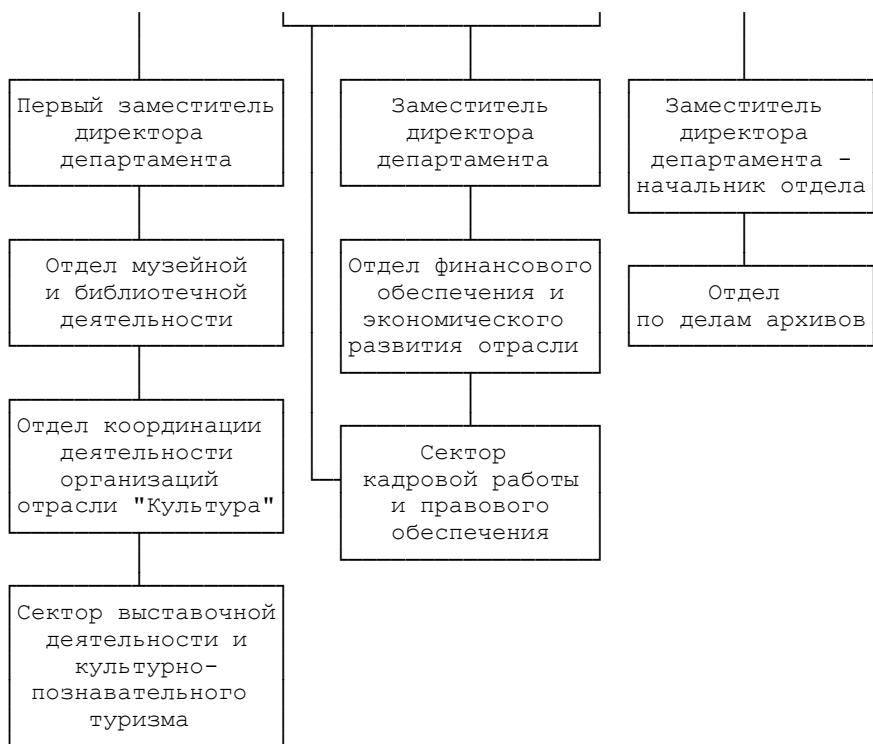 Первый заместитель
директора
департамента
Заместитель
директора
департамента
Заместитель
директора
департамента -
начальник отдела
Отдел музейной
и библиотечной
деятельности
Отдел финансового
обеспечения и
экономического
развития отрасли
Отдел
по делам архивов
Отдел координации
деятельности
организаций
отрасли "Культура"
Сектор
кадровой работы
и правового
обеспечения
Сектор выставочной
деятельности и
культурно-
познавательного
туризма